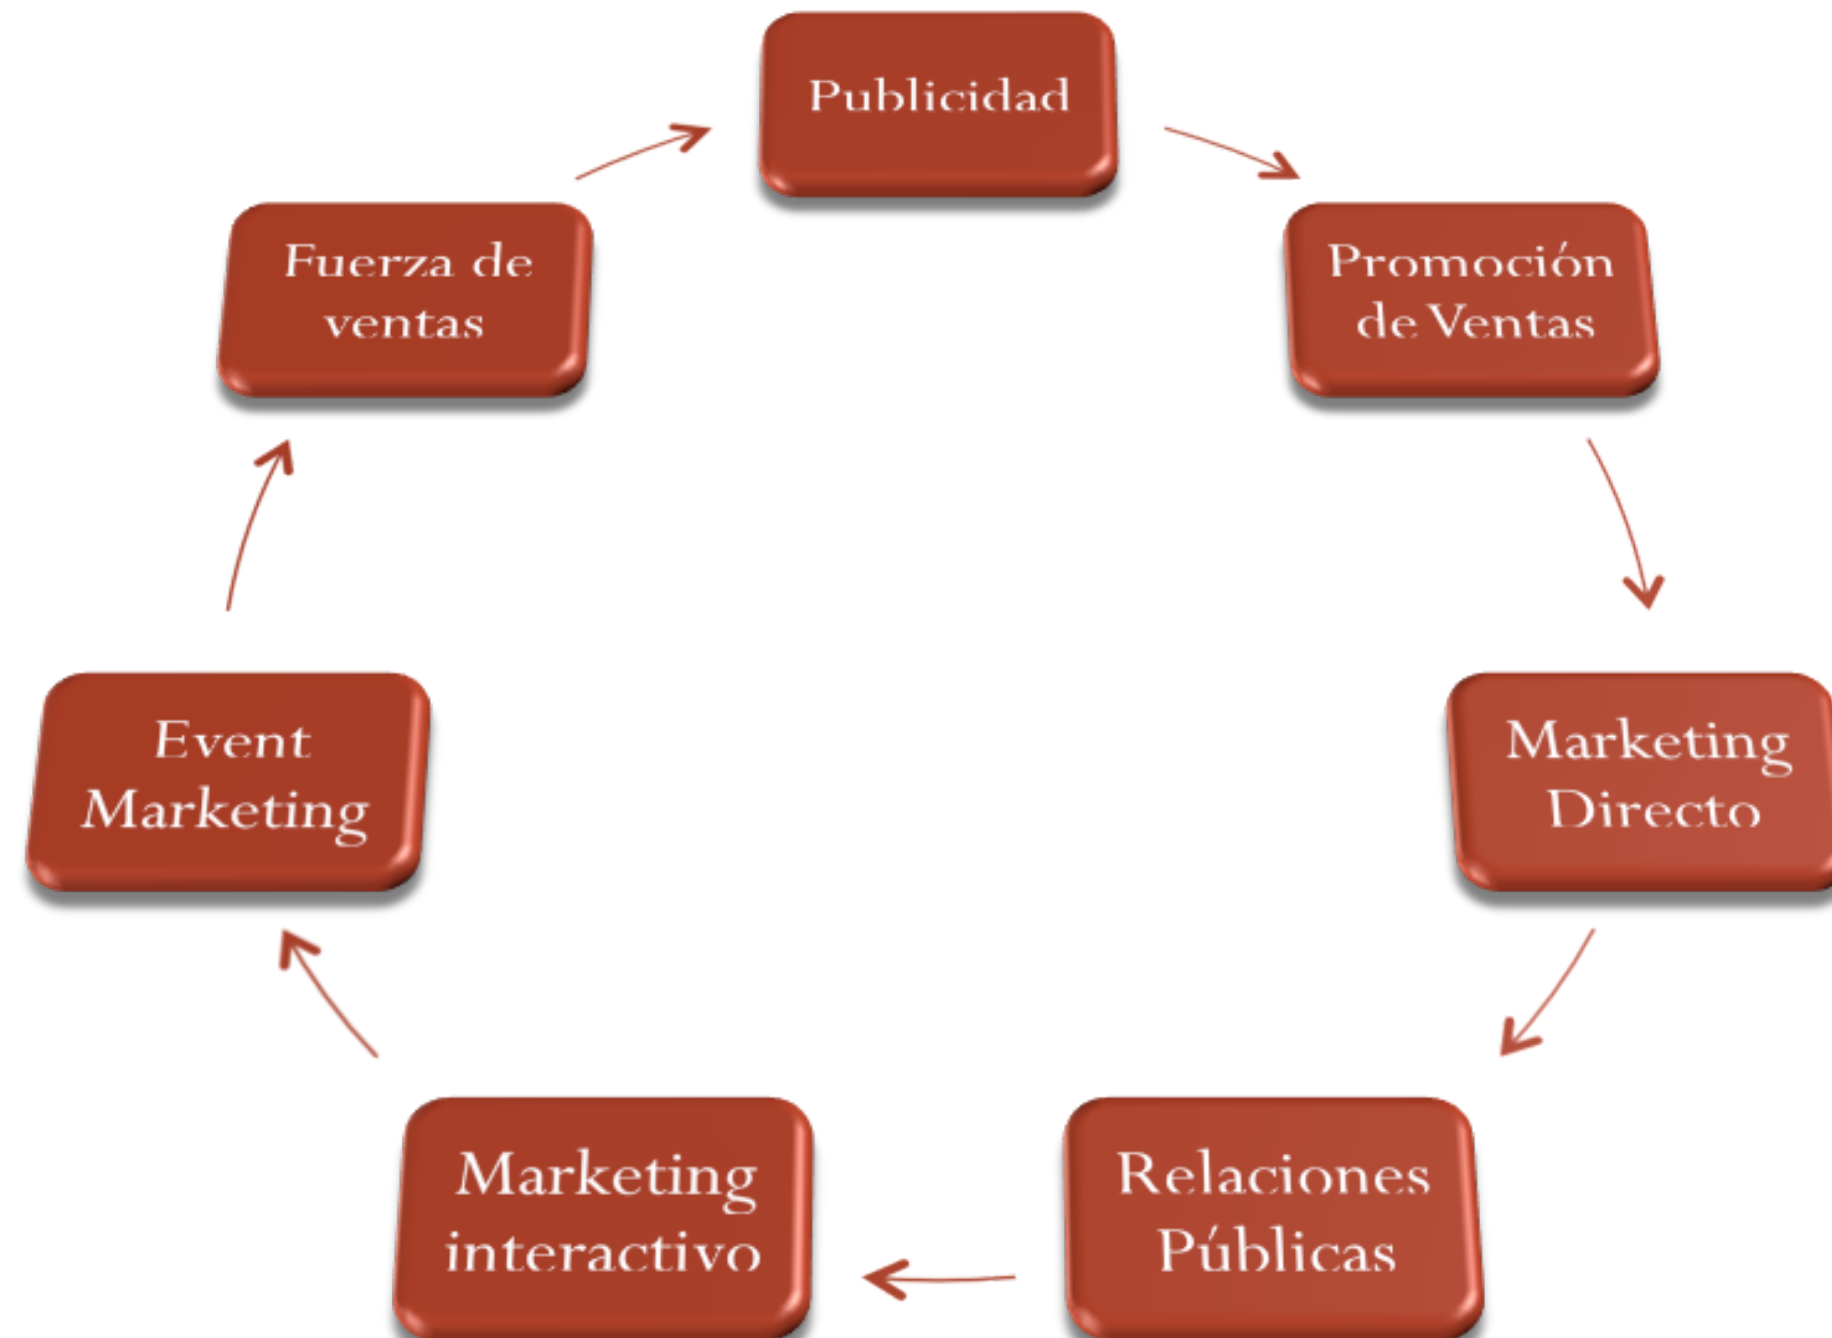 Publicidad
Promoción
de Ventas
Marketing
Directo
Relaciones
Públicas
Marketing
interactivo
Event
Marketing
Fuerza de
ventas